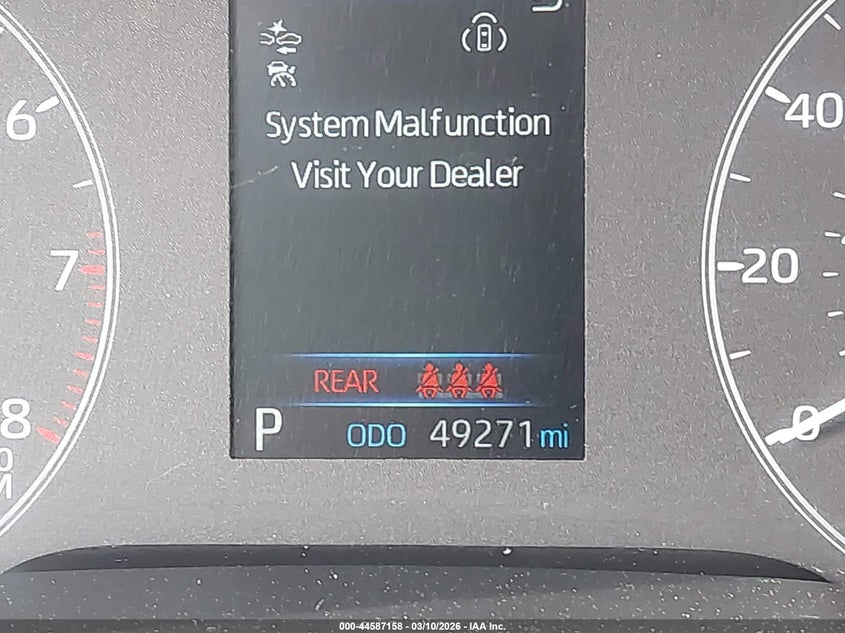 System Malfunction
Visit Your Dealer
REAR
P ODO 49271 mi
6
7
8
40
20
0
000-44587158 - 03/10/2026 - IAA Inc.